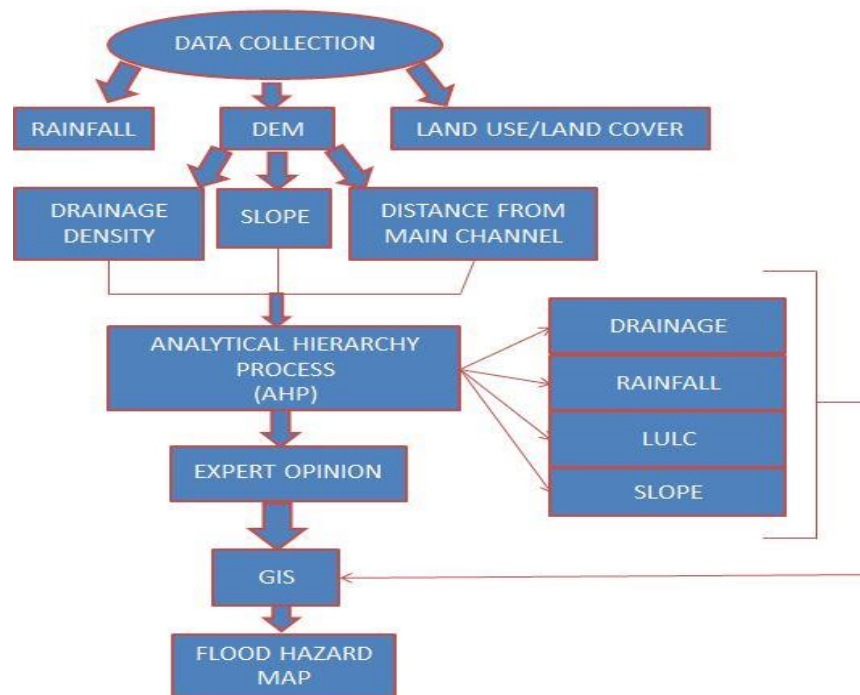 DATA COLLECTION
RAINFALL
DEM
LAND USE/LAND COVER
DRAINAGE
DENSITY
SLOPE
DISTANCE FROM
MAIN CHANNEL
ANALYTICAL HIERARCHY
PROCESS
(AHP)
DRAINAGE
RAINFALL
LULC
SLOPE
EXPERT OPINION
GIS
FLOOD HAZARD
MAP